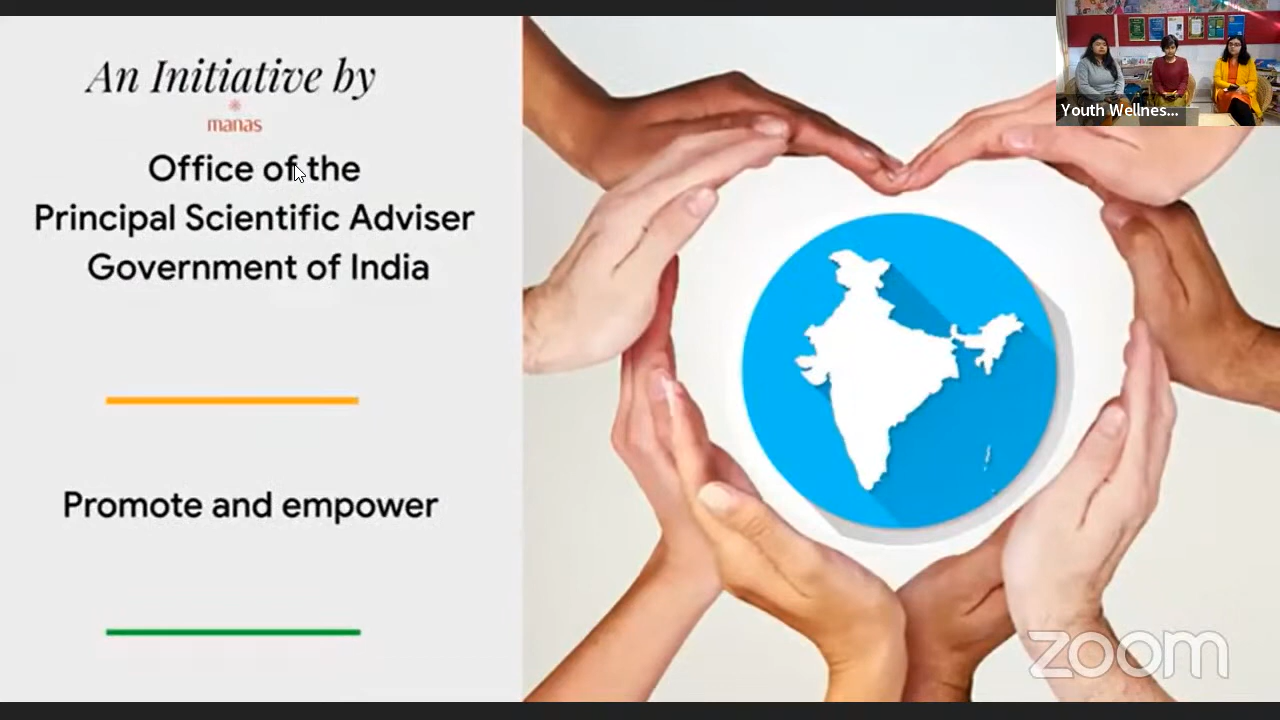 An Initiative by
manas
Office of the
Principal Scientific Adviser
Government of India
Promote and empower
Youth Wellnes...
zoom